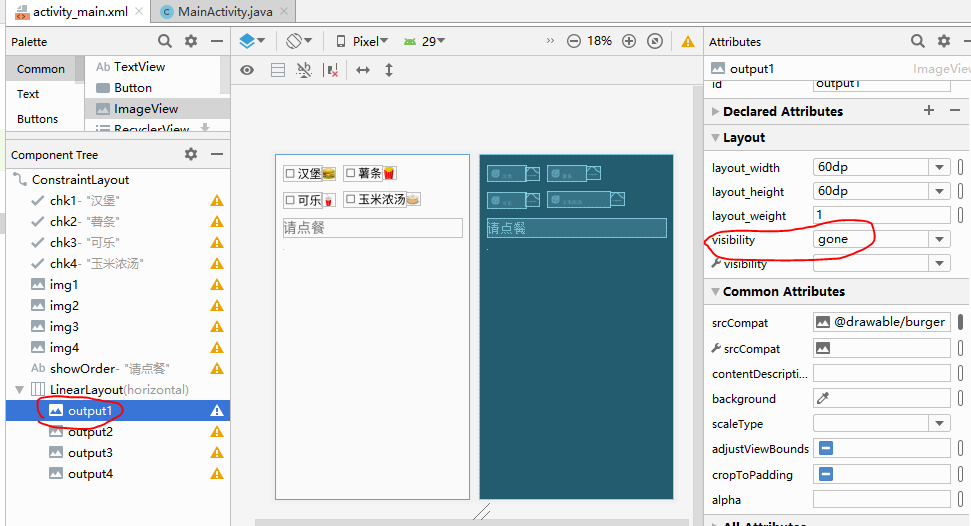 activity_main.xml
MainActivity.java
Palette
Common
Text
Buttons
Ab TextView
Button
ImageView
RecyclerView
Component Tree
ConstraintLayout
chk1- "汉堡"
chk2- "薯条"
chk3- "可乐"
chk4- "玉米浓汤"
img1
img2
img3
img4
Ab showOrder- "请点餐"
LinearLayout(horizontal)
output1
output2
output3
output4
Pixel
29
18%
汉堡
薯条
可乐
玉米浓汤
请点餐
请点餐
Attributes
output1
ImageView
id output1
Declared Attributes
Layout
layout_width 60dp
layout_height 60dp
layout_weight 1
visibility gone
visibility
Common Attributes
srcCompat @drawable/burger
srcCompat
contentDescripti...
background
scaleType
adjustViewBounds
cropToPadding
alpha
All Attributes